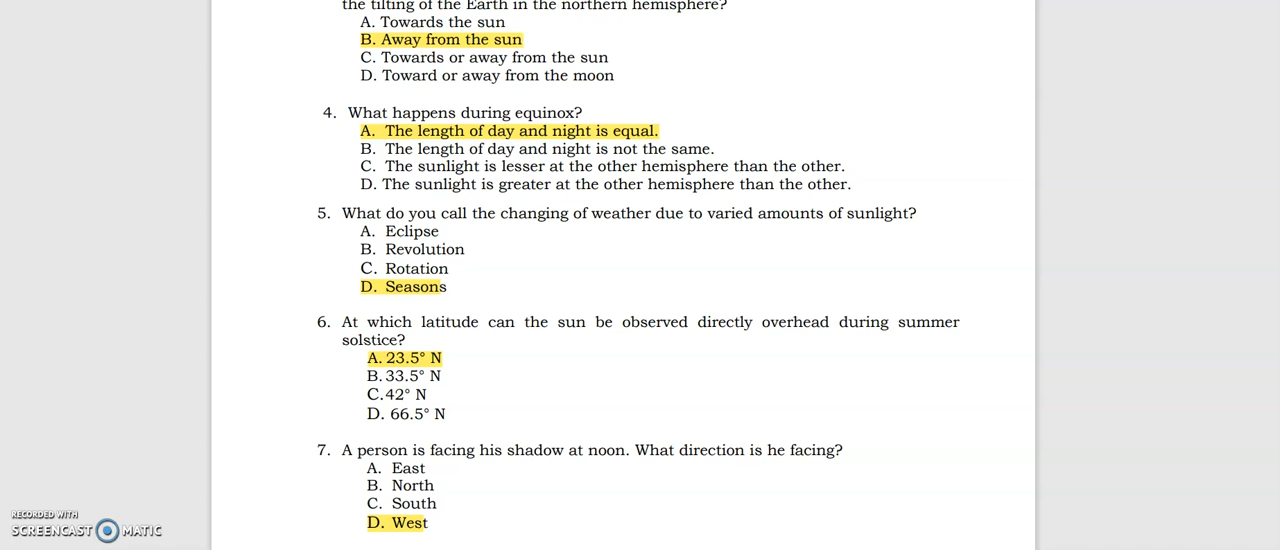 the tilting of the Earth in the northern hemisphere?
A. Towards the sun
B. Away from the sun
C. Towards or away from the sun
D. Toward or away from the moon
4. What happens during equinox?
A. The length of day and night is equal.
B. The length of day and night is not the same.
C. The sunlight is lesser at the other hemisphere than the other.
D. The sunlight is greater at the other hemisphere than the other.
5. What do you call the changing of weather due to varied amounts of sunlight?
A. Eclipse
B. Revolution
C. Rotation
D. Seasons
6. At which latitude can the sun be observed directly overhead during summer
solstice?
A. 23.5° N
B. 33.5° N
C. 42° N
D. 66.5° N
7. A person is facing his shadow at noon. What direction is he facing?
A. East
B. North
C. South
D. West
RECORDED WITH
SCREENCAST MATIC